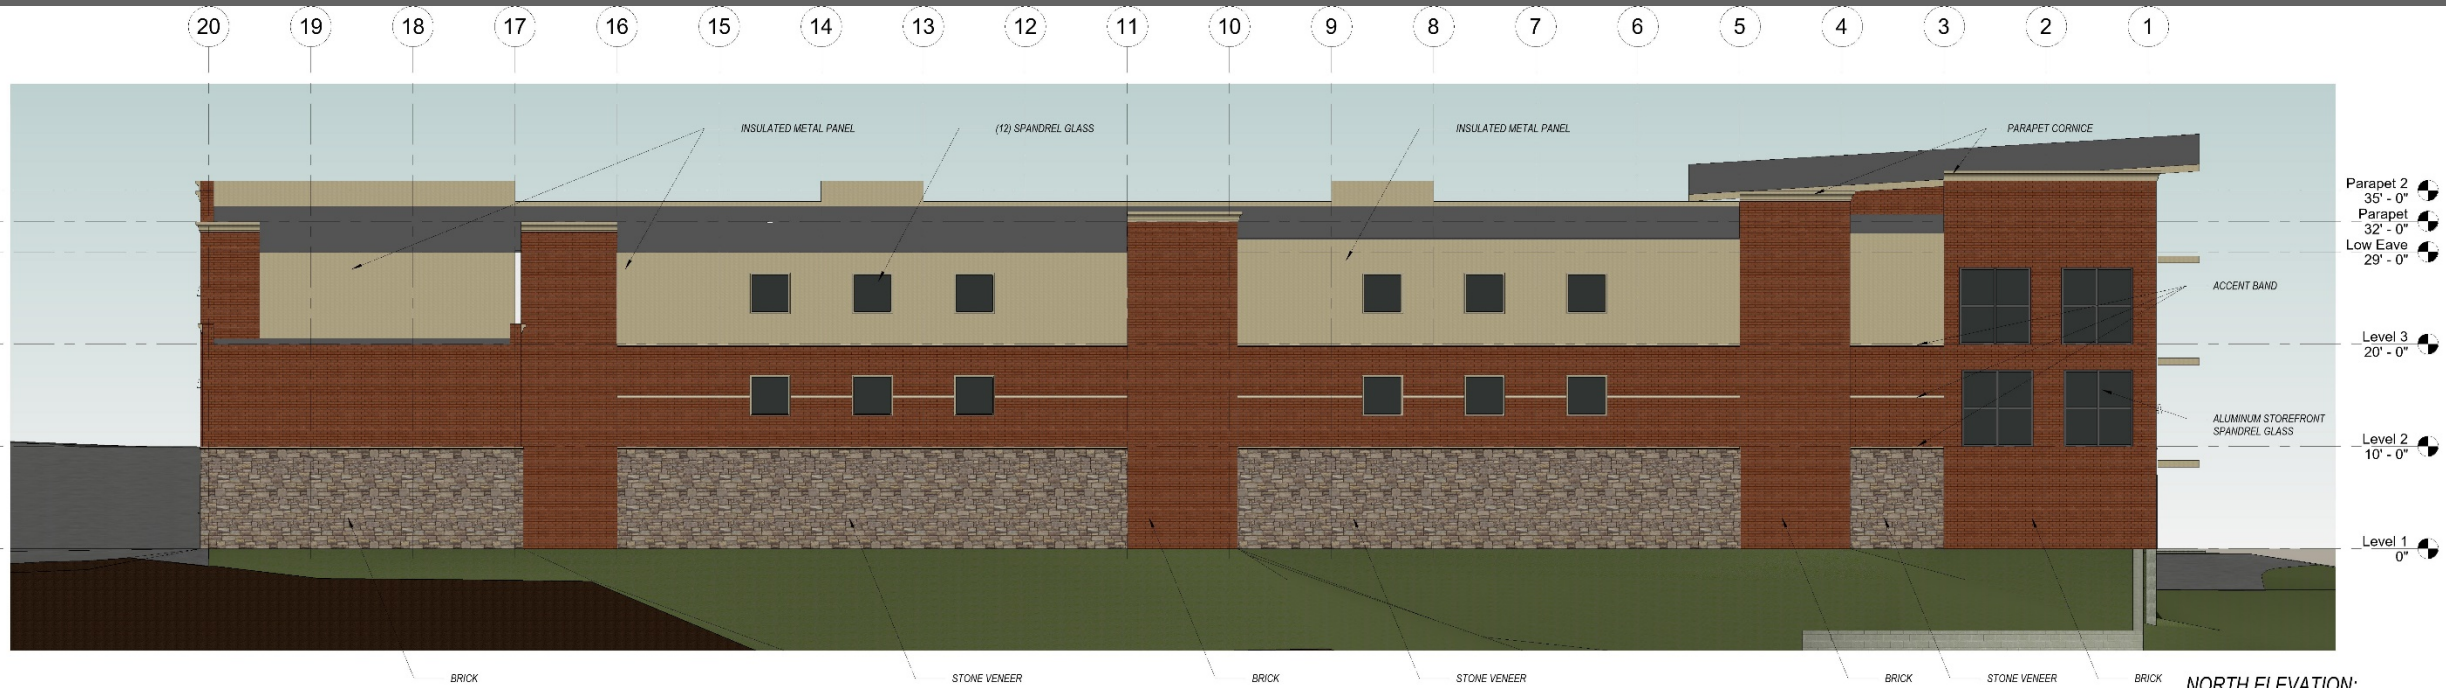 20 19 18 17 16 15 14 13 12 11 10 9 8 7 6 5 4 3 2 1
INSULATED METAL PANEL
(12) SPANDREL GLASS
INSULATED METAL PANEL
PARAPET CORNICE
Parapet 2
35' - 0"
Parapet
32' - 0"
Low Eave
29' - 0"
ACCENT BAND
Level 3
20' - 0"
ALUMINUM STOREFRONT
SPANDREL GLASS
Level 2
10' - 0"
Level 1
0"
BRICK
STONE VENEER
BRICK
STONE VENEER
BRICK
STONE VENEER
BRICK
NORTH ELEVATION: